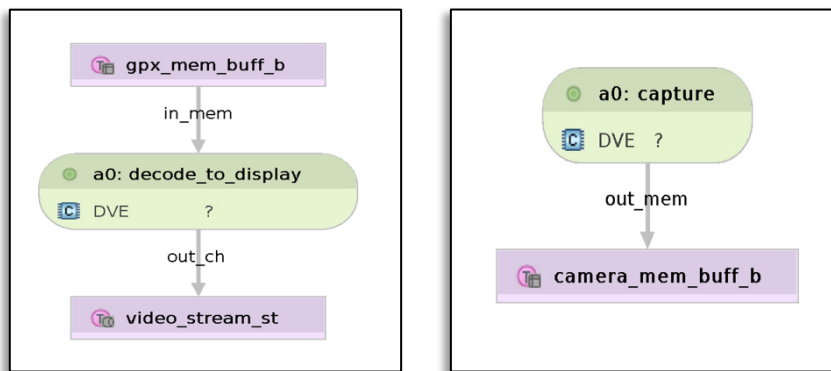 gpx_mem_buff_b
in_mem
a0: decode_to_display
C DVE ?
out_ch
video_stream_st
a0: capture
C DVE ?
out_mem
camera_mem_buff_b